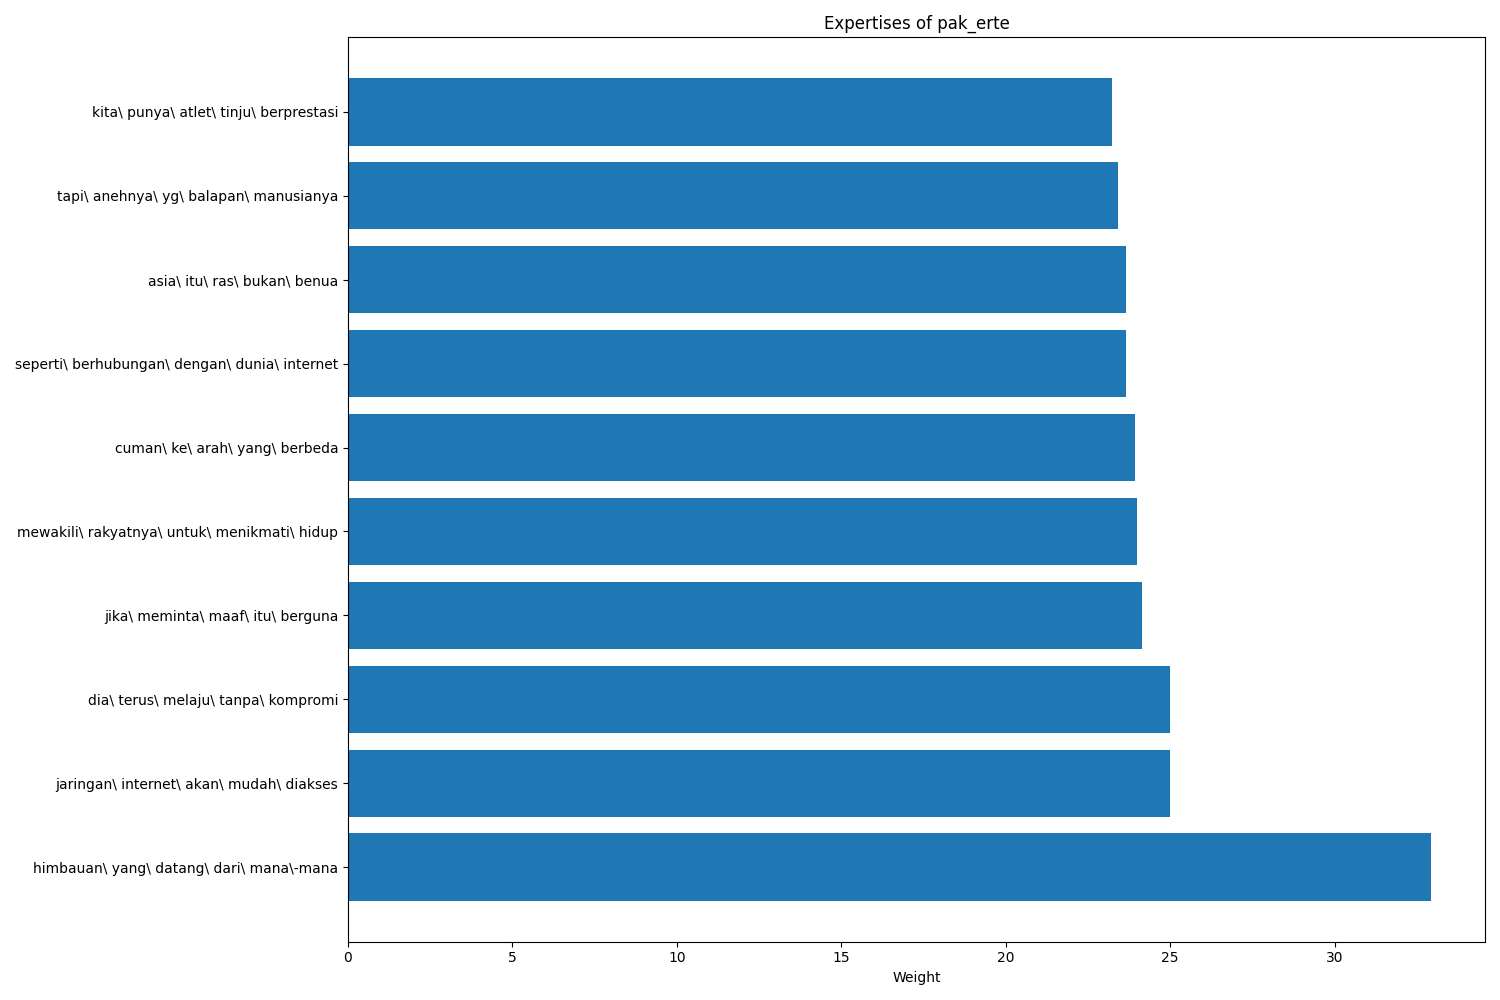 Expertises of pak_erte
kita\ punya\ atlet\ tinju\ berprestasi
tapi\ anehnya\ yg\ balapan\ manusianya
asia\ itu\ ras\ bukan\ benua
seperti\ berhubungan\ dengan\ dunia\ internet
cuman\ ke\ arah\ yang\ berbeda
mewakili\ rakyatnya\ untuk\ menikmati\ hidup
jika\ meminta\ maaf\ itu\ berguna
dia\ terus\ melaju\ tanpa\ kompromi
jaringan\ internet\ akan\ mudah\ diakses
himbauan\ yang\ datang\ dari\ mana\-mana
0 5 10 15 20 25 30
Weight